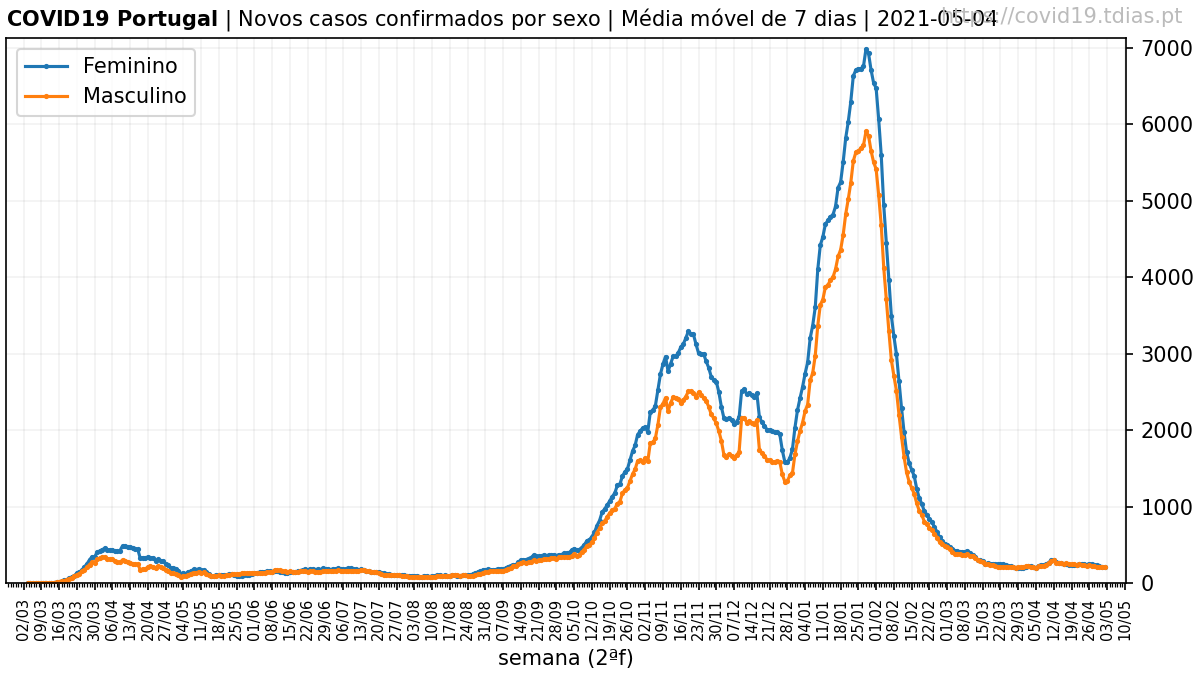 COVID19 Portugal | Novos casos confirmados por sexo | Média móvel de 7 dias | 2021-05-04
https://covid19.tdias.pt
Feminino
Masculino
7000
6000
5000
4000
3000
2000
1000
0
02/03 09/03 16/03 23/03 30/03 06/04 13/04 20/04 27/04 04/05 11/05 18/05 25/05 01/06 08/06 15/06 22/06 29/06 06/07 13/07 20/07 27/07 03/08 10/08 17/08 24/08 31/08 07/09 14/09 21/09 28/09 05/10 12/10 19/10 26/10 02/11 09/11 16/11 23/11 30/11 07/12 14/12 21/12 28/12 04/01 11/01 18/01 25/01 01/02 08/02 15/02 22/02 01/03 08/03 15/03 22/03 29/03 05/04 12/04 19/04 26/04 03/05 10/05
semana (2ªf)